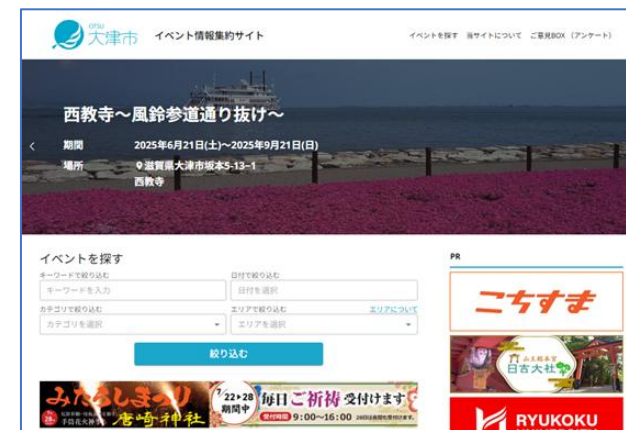 OTSU
大津市
イベント情報集約サイト
イベントを探す 当サイトについて ご意見BOX（アンケート）
西教寺～風鈴参道通り抜け～
期間 2025年6月21日(土)～2025年9月21日(日)
場所 滋賀県大津市坂本5-13-1
西教寺
イベントを探す
キーワードで絞り込む 日付で絞り込む
キーワードを入力 日付を選択
カテゴリで絞り込む エリアで絞り込む エリアについて
カテゴリを選択 エリアを選択
絞り込む
PR
こちすま
山王総本宮
日吉大社
RYUKOKU
みたらしまつり
唐崎神社
7/22▸28
期間中
毎日ご祈祷受付けます
受付時間 9:00～16:00